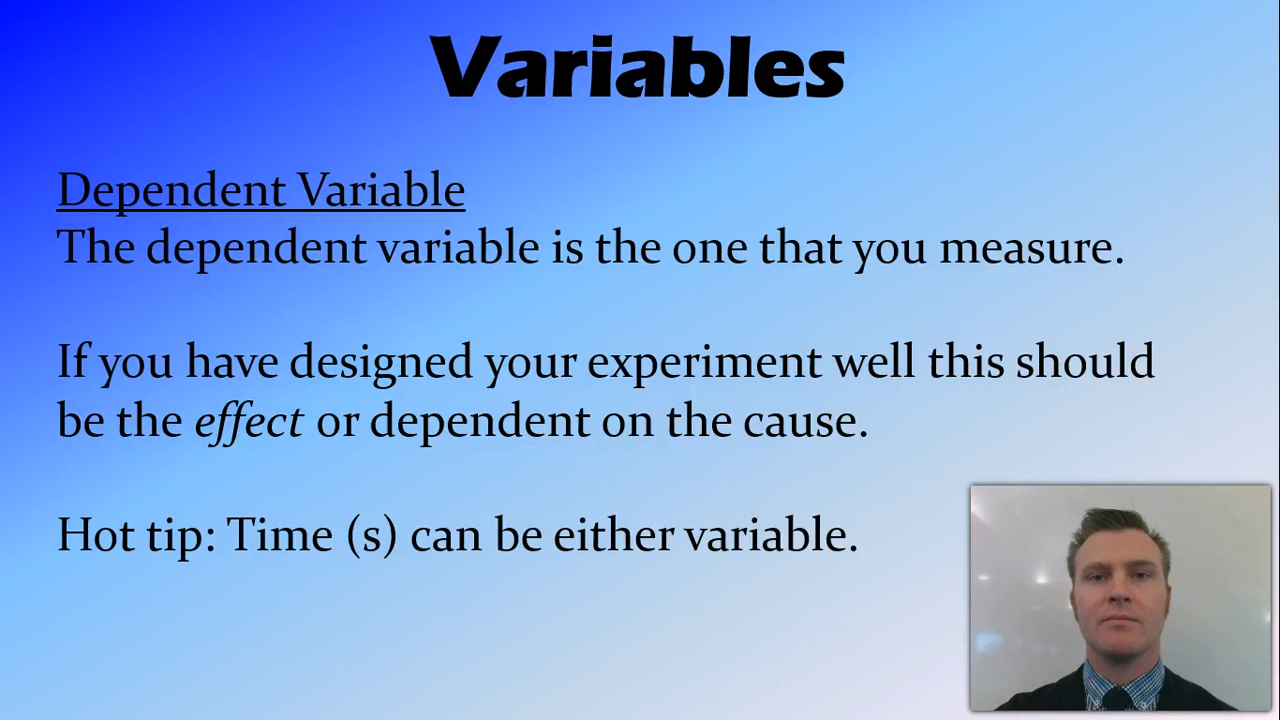 Variables
Dependent Variable
The dependent variable is the one that you measure.
If you have designed your experiment well this should
be the effect or dependent on the cause.
Hot tip: Time (s) can be either variable.